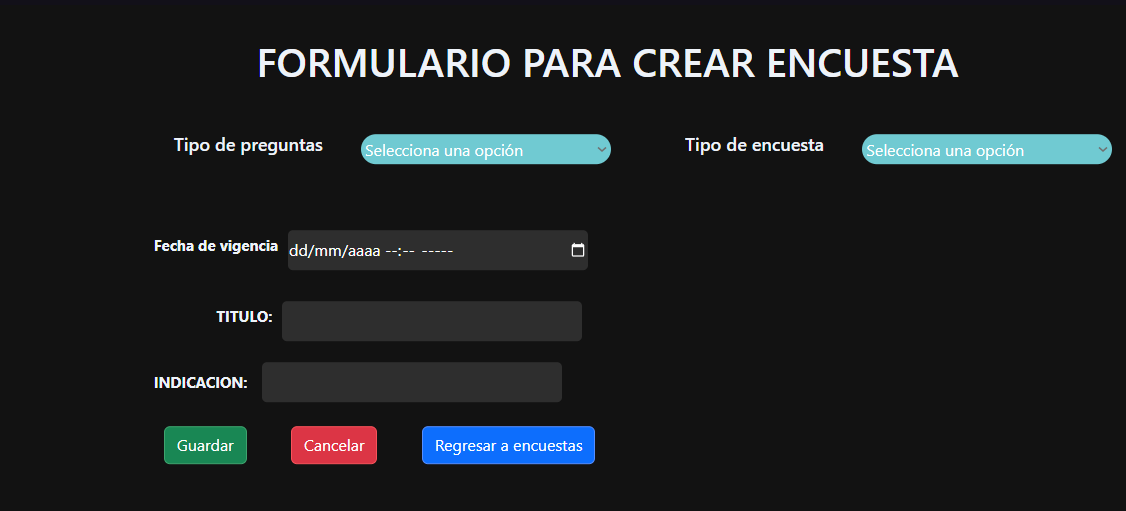 FORMULARIO PARA CREAR ENCUESTA
Tipo de preguntas Selecciona una opción Tipo de encuesta Selecciona una opción
Fecha de vigencia dd/mm/aaaa --:-- -----
TITULO:
INDICACION:
Guardar Cancelar Regresar a encuestas